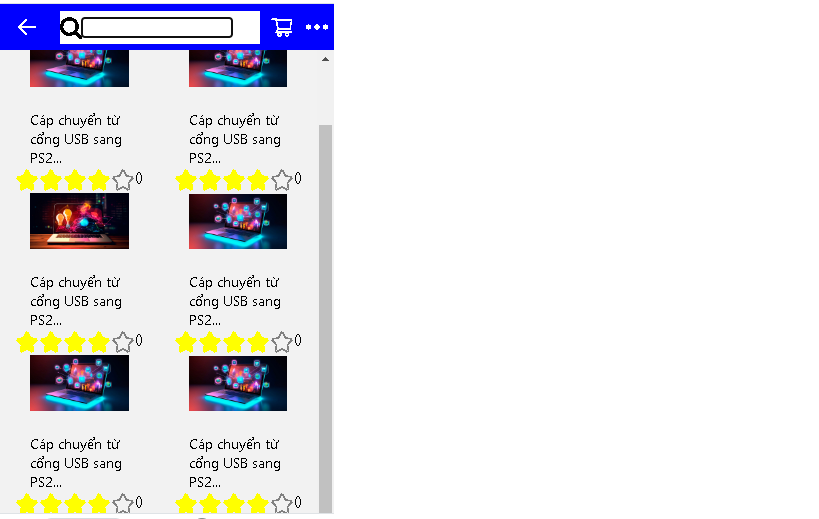 Cáp chuyển từ
cổng USB sang
PS2...
0
Cáp chuyển từ
cổng USB sang
PS2...
0
Cáp chuyển từ
cổng USB sang
PS2...
0
Cáp chuyển từ
cổng USB sang
PS2...
0
Cáp chuyển từ
cổng USB sang
PS2...
0
Cáp chuyển từ
cổng USB sang
PS2...
0